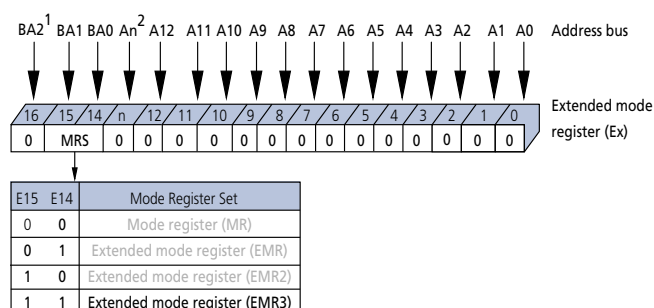 BA2¹ BA1 BA0 An² A12 A11 A10 A9 A8 A7 A6 A5 A4 A3 A2 A1 A0 Address bus
16 15 14 n 12 11 10 9 8 7 6 5 4 3 2 1 0 Extended mode
register (Ex)
0 MRS 0 0 0 0 0 0 0 0 0 0 0 0 0 0
E15 E14 Mode Register Set
0 0 Mode register (MR)
0 1 Extended mode register (EMR)
1 0 Extended mode register (EMR2)
1 1 Extended mode register (EMR3)